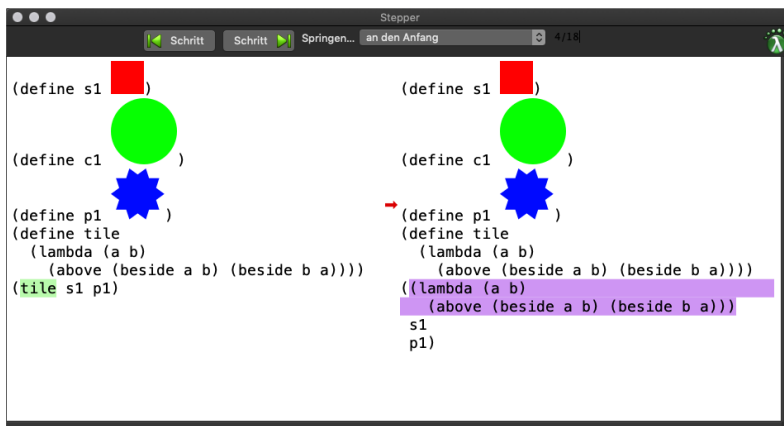 Stepper
Schritt Schritt Springen... an den Anfang 4/18
(define s1 )
(define c1 )
(define p1 )
(define tile
(lambda (a b)
(above (beside a b) (beside b a))))
(tile s1 p1)
(define s1 )
(define c1 )
(define p1 )
(define tile
(lambda (a b)
(above (beside a b) (beside b a))))
((lambda (a b)
(above (beside a b) (beside b a)))
s1
p1)